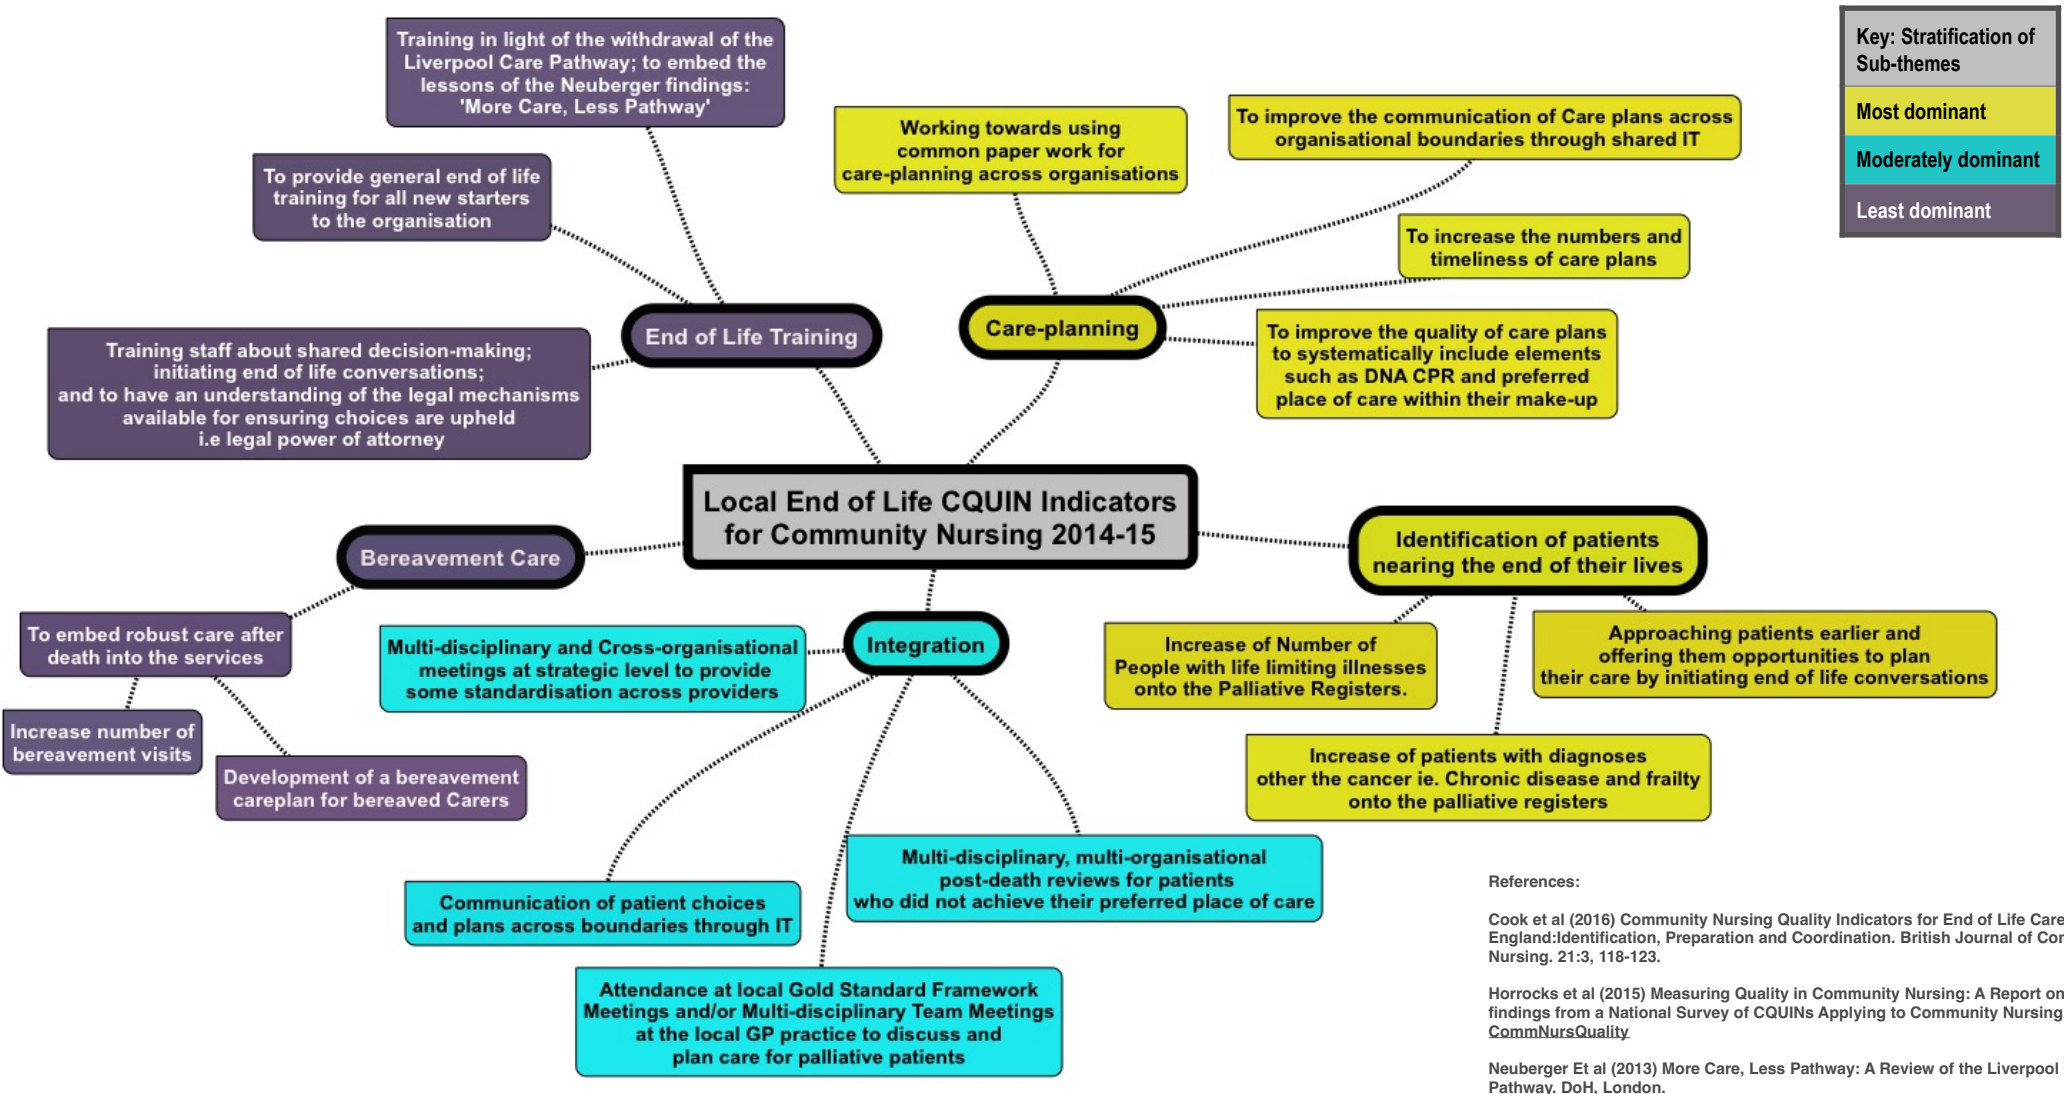 Training in light of the withdrawal of the
Liverpool Care Pathway; to embed the
lessons of the Neuberger findings:
'More Care, Less Pathway'
To provide general end of life
training for all new starters
to the organisation
Training staff about shared decision-making;
initiating end of life conversations;
and to have an understanding of the legal mechanisms
available for ensuring choices are upheld
i.e legal power of attorney
End of Life Training
Working towards using
common paper work for
care-planning across organisations
To improve the communication of Care plans across
organisational boundaries through shared IT
To increase the numbers and
timeliness of care plans
To improve the quality of care plans
to systematically include elements
such as DNA CPR and preferred
place of care within their make-up
Care-planning
Key: Stratification of
Sub-themes
Most dominant
Moderately dominant
Least dominant
Local End of Life CQUIN Indicators
for Community Nursing 2014-15
Bereavement Care
To embed robust care after
death into the services
Increase number of
bereavement visits
Development of a bereavement
careplan for bereaved Carers
Integration
Multi-disciplinary and Cross-organisational
meetings at strategic level to provide
some standardisation across providers
Communication of patient choices
and plans across boundaries through IT
Attendance at local Gold Standard Framework
Meetings and/or Multi-disciplinary Team Meetings
at the local GP practice to discuss and
plan care for palliative patients
Multi-disciplinary, multi-organisational
post-death reviews for patients
who did not achieve their preferred place of care
Identification of patients
nearing the end of their lives
Increase of Number of
People with life limiting illnesses
onto the Palliative Registers.
Approaching patients earlier and
offering them opportunities to plan
their care by initiating end of life conversations
Increase of patients with diagnoses
other the cancer ie. Chronic disease and frailty
onto the palliative registers
References:
Cook et al (2016) Community Nursing Quality Indicators for End of Life Care
England:Identification, Preparation and Coordination. British Journal of
Nursing. 21:3, 118-123.
Horrocks et al (2015) Measuring Quality in Community Nursing: A Report on
findings from a National Survey of CQUINs Applying to Community Nursing
CommNursQuality
Neuberger Et al (2013) More Care, Less Pathway: A Review of the Liverpool
Pathway. DoH, London.